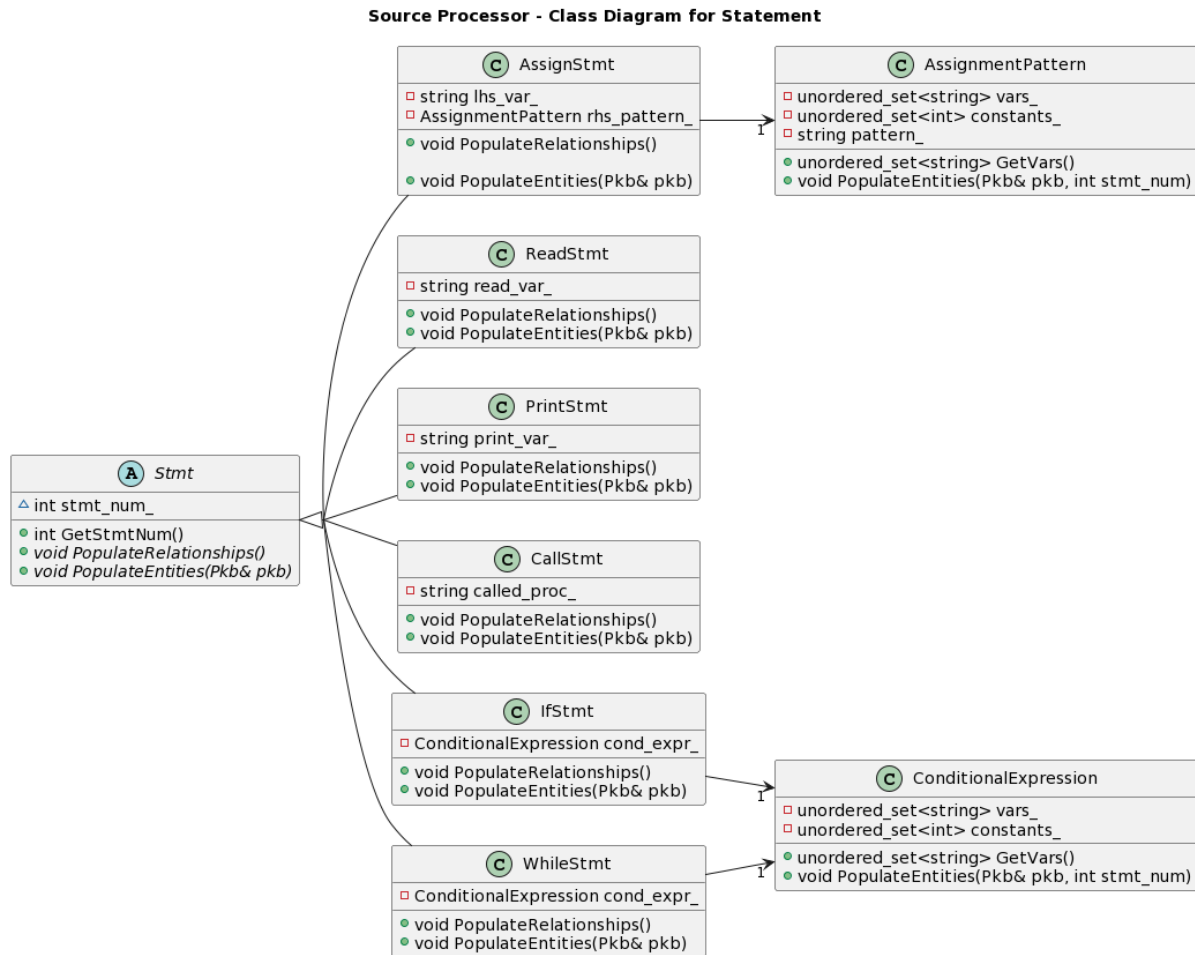 Source Processor - Class Diagram for Statement
C AssignStmt
string lhs_var_
AssignmentPattern rhs_pattern_
void PopulateRelationships()
void PopulateEntities(Pkb& pkb)
1
C AssignmentPattern
unordered_set<string> vars_
unordered_set<int> constants_
string pattern_
unordered_set<string> GetVars()
void PopulateEntities(Pkb& pkb, int stmt_num)
C ReadStmt
string read_var_
void PopulateRelationships()
void PopulateEntities(Pkb& pkb)
C PrintStmt
string print_var_
void PopulateRelationships()
void PopulateEntities(Pkb& pkb)
A Stmt
int stmt_num_
int GetStmtNum()
void PopulateRelationships()
void PopulateEntities(Pkb& pkb)
C CallStmt
string called_proc_
void PopulateRelationships()
void PopulateEntities(Pkb& pkb)
C IfStmt
ConditionalExpression cond_expr_
void PopulateRelationships()
void PopulateEntities(Pkb& pkb)
1
C ConditionalExpression
unordered_set<string> vars_
unordered_set<int> constants_
unordered_set<string> GetVars()
void PopulateEntities(Pkb& pkb, int stmt_num)
C WhileStmt
ConditionalExpression cond_expr_
void PopulateRelationships()
void PopulateEntities(Pkb& pkb)
1